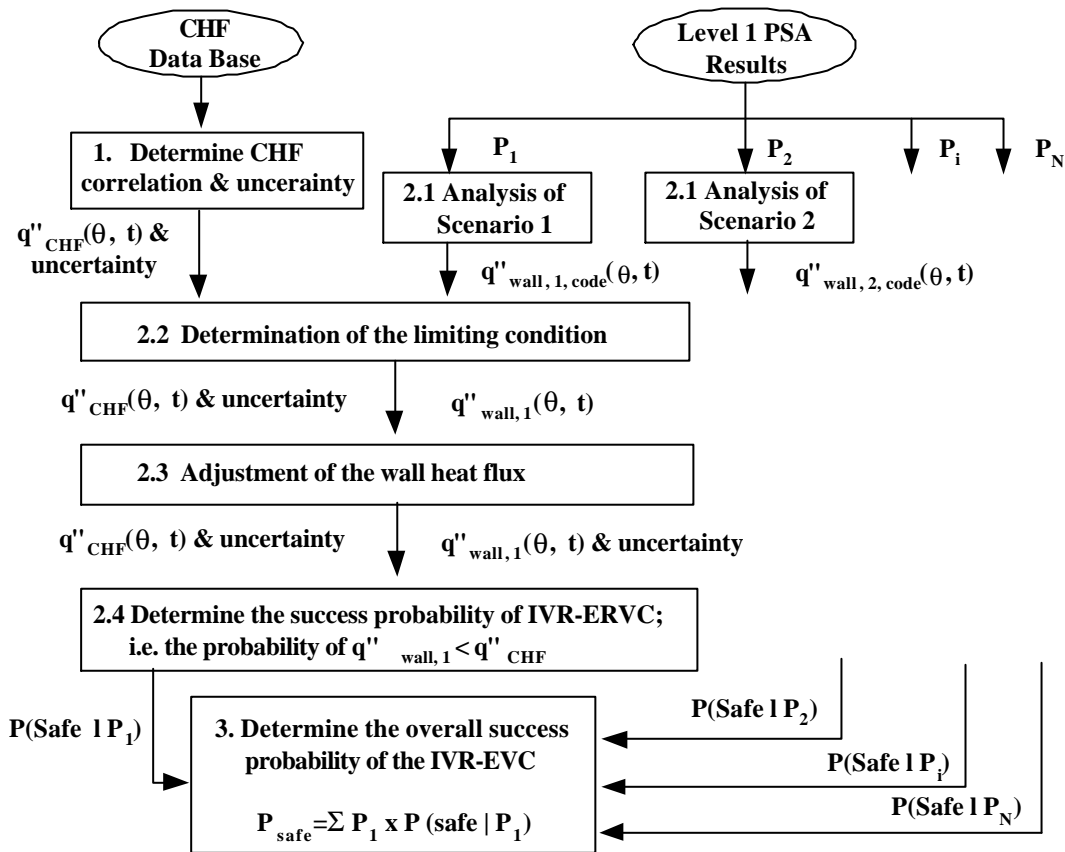 CHF
Data Base
Level 1 PSA
Results
P1
P2
Pi
PN
1. Determine CHF
correlation & uncerainty
2.1 Analysis of
Scenario 1
2.1 Analysis of
Scenario 2
q''CHF(θ, t) &
uncertainty
q''wall, 1, code(θ, t)
q''wall, 2, code(θ, t)
2.2 Determination of the limiting condition
q''CHF(θ, t) & uncertainty
q''wall, 1(θ, t)
2.3 Adjustment of the wall heat flux
q''CHF(θ, t) & uncertainty
q''wall, 1(θ, t) & uncertainty
2.4 Determine the success probability of IVR-ERVC;
i.e. the probability of q'' wall, 1 < q'' CHF
P(Safe l P1)
3. Determine the overall success
probability of the IVR-EVC
Psafe=Σ P1 x P (safe | P1)
P(Safe l P2)
P(Safe l Pi)
P(Safe l PN)